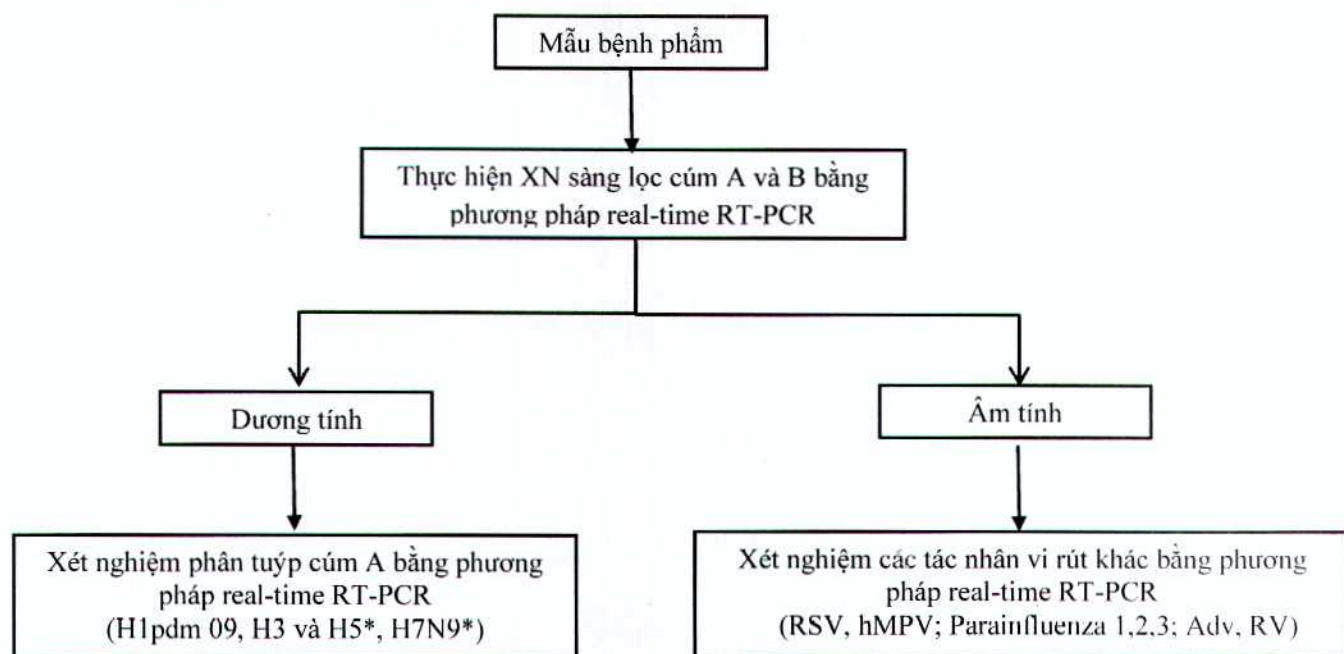 Mẫu bệnh phẩm
Thực hiện XN sàng lọc cúm A và B bằng
phương pháp real-time RT-PCR
Dương tính
Âm tính
Xét nghiệm phân tuýp cúm A bằng phương
pháp real-time RT-PCR
(H1pdm 09, H3 và H5*, H7N9*)
Xét nghiệm các tác nhân vi rút khác bằng phương
pháp real-time RT-PCR
(RSV, hMPV; Parainfluenza 1,2,3; Adv, RV)